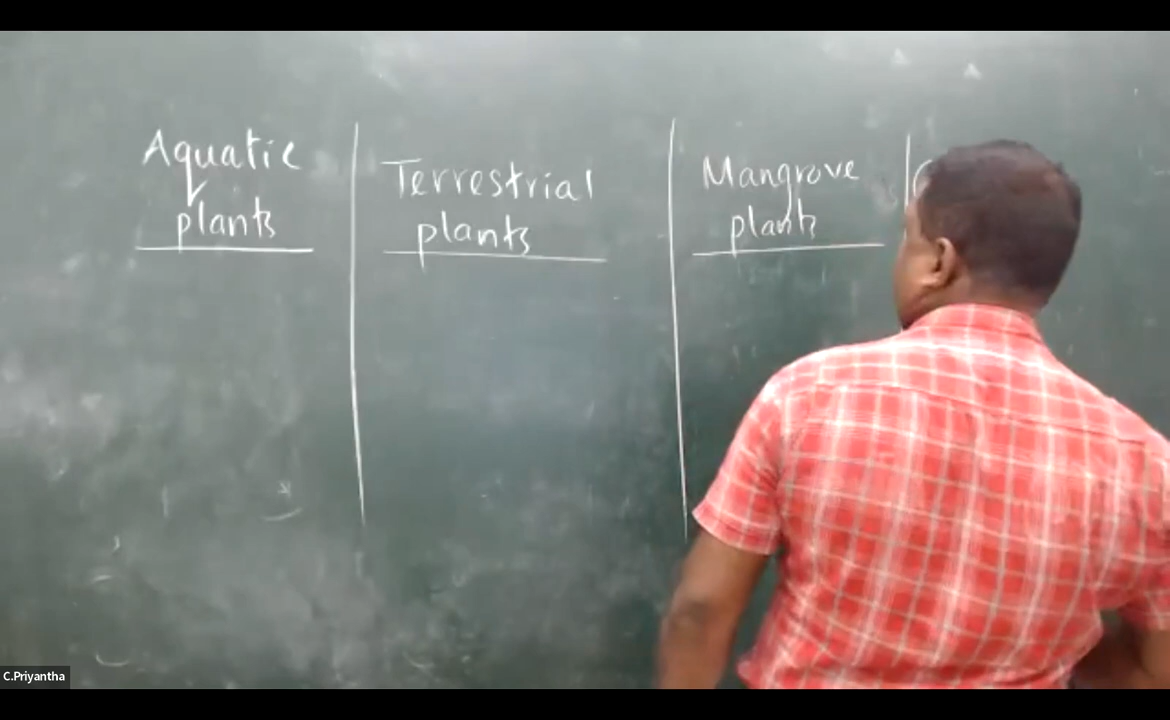 Aquatic
plants
Terrestrial
plants
Mangrove
plants
C.Priyantha